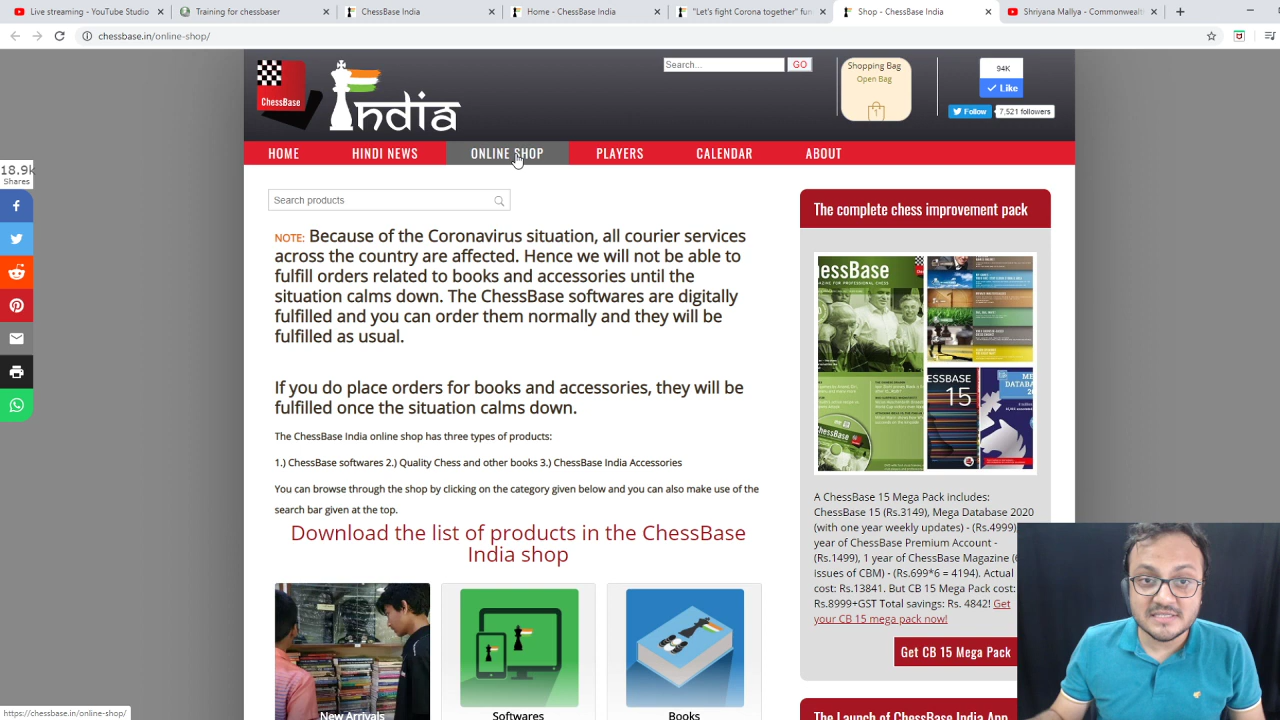 Live streaming - YouTube Studio
Training for chessbaser
ChessBase India
Home - ChessBase India
"Let's fight Corona together" fun
Shop - ChessBase India
Shriyana Mallya - Commonwealt
chessbase.in/online-shop/
ChessBase
India
Search...
GO
Shopping Bag
Open Bag
1
94K
Like
Follow
7,521 followers
HOME
HINDI NEWS
ONLINE SHOP
PLAYERS
CALENDAR
ABOUT
18.9k
Shares
Search products
NOTE: Because of the Coronavirus situation, all courier services
across the country are affected. Hence we will not be able to
fulfill orders related to books and accessories until the
situation calms down. The ChessBase softwares are digitally
fulfilled and you can order them normally and they will be
fulfilled as usual.
If you do place orders for books and accessories, they will be
fulfilled once the situation calms down.
The ChessBase India online shop has three types of products:
1.) ChessBase softwares 2.) Quality Chess and other books 3.) ChessBase India Accessories
You can browse through the shop by clicking on the category given below and you can also make use of the
search bar given at the top.
Download the list of products in the ChessBase
India shop
New Arrivals
Softwares
Books
The complete chess improvement pack
hessBase
MAGAZINE FOR PROFESSIONAL CHESS
ESSBASE
15
DATABASE
A ChessBase 15 Mega Pack includes:
ChessBase 15 (Rs.3149), Mega Database 2020
(with one year weekly updates) - (Rs.4999)
year of ChessBase Premium Account -
(Rs.1499), 1 year of ChessBase Magazine (6
issues of CBM) - (Rs.699*6 = 4194). Actual
cost: Rs.13841. But CB 15 Mega Pack costs
Rs.8999+GST Total savings: Rs. 4842! Get
your CB 15 mega pack now!
Get CB 15 Mega Pack
The Launch of ChessBase India App
https://chessbase.in/online-shop/